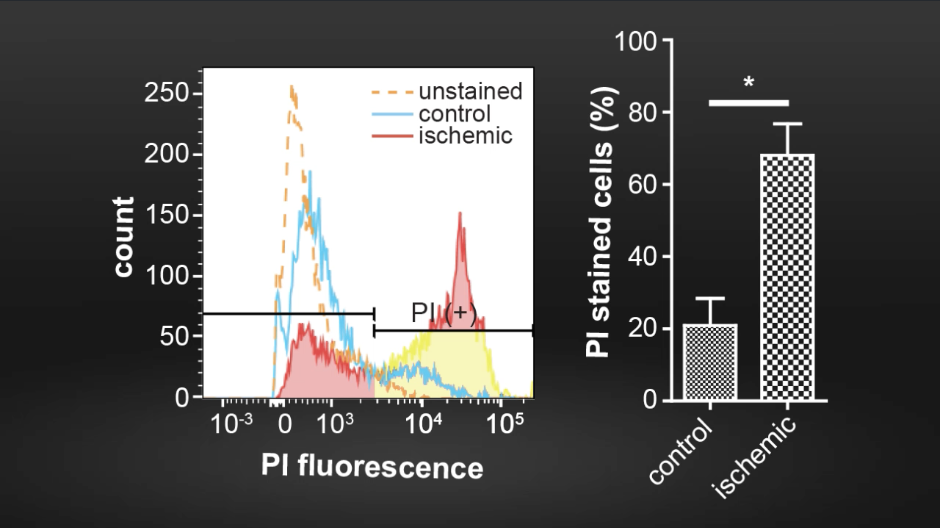 250
200
150
100
50
0
count
unstained
control
ischemic
PI (+)
10-3
0
10³
10⁴
10⁵
PI fluorescence
100
80
60
40
20
0
PI stained cells (%)
*
control
ischemic